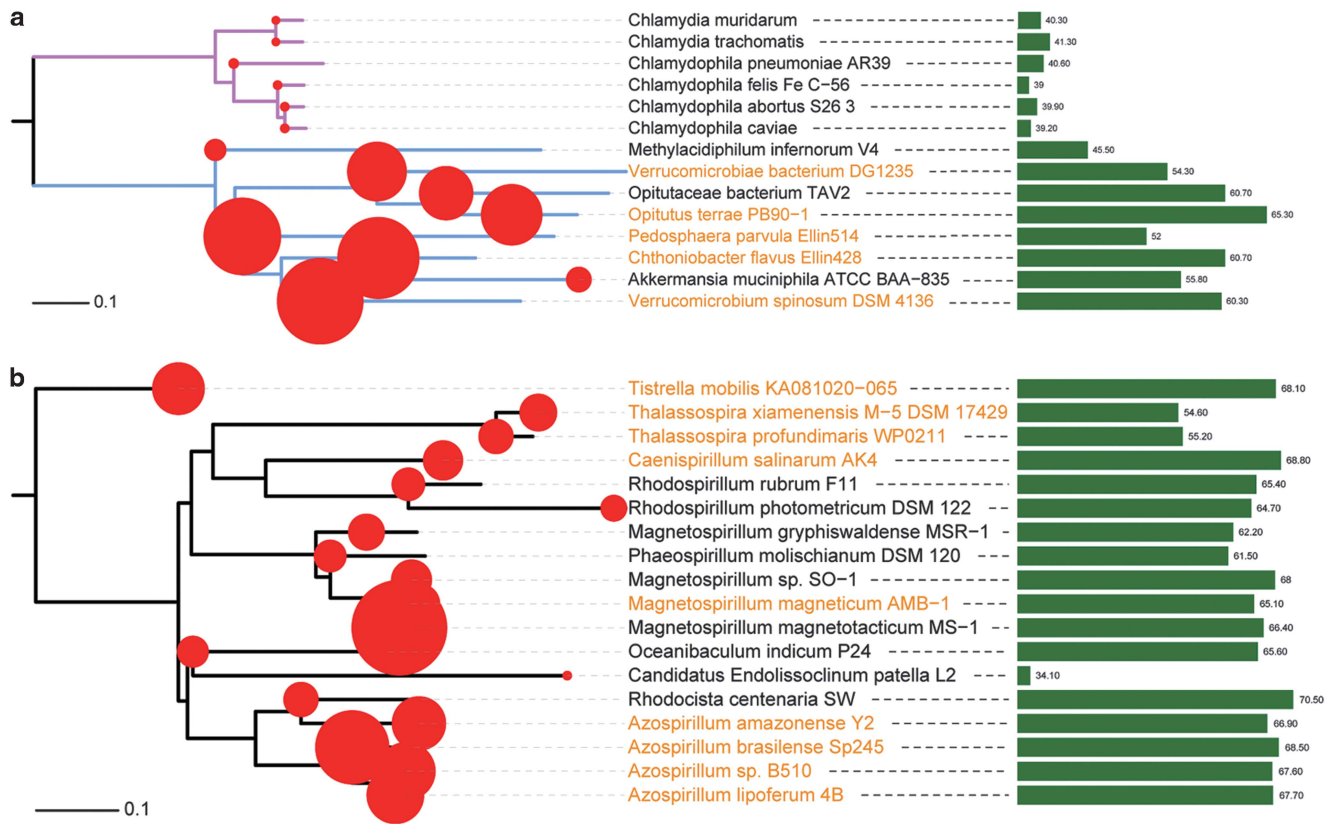 a
Chlamydia muridarum 40.30
Chlamydia trachomatis 41.30
Chlamydophila pneumoniae AR39 40.60
Chlamydophila felis Fe C−56 39
Chlamydophila abortus S26 3 39.90
Chlamydophila caviae 39.20
Methylacidiphilum infernorum V4 45.50
Verrucomicrobiae bacterium DG1235 54.30
Opitutaceae bacterium TAV2 60.70
Opitutus terrae PB90−1 65.30
Pedosphaera parvula Ellin514 52
Chthoniobacter flavus Ellin428 60.70
Akkermansia muciniphila ATCC BAA−835 55.80
0.1 Verrucomicrobium spinosum DSM 4136 60.30
b
Tistrella mobilis KA081020−065 68.10
Thalassospira xiamenensis M−5 DSM 17429 54.60
Thalassospira profundimaris WP0211 55.20
Caenispirillum salinarum AK4 68.80
Rhodospirillum rubrum F11 65.40
Rhodospirillum photometricum DSM 122 64.70
Magnetospirillum gryphiswaldense MSR−1 62.20
Phaeospirillum molischianum DSM 120 61.50
Magnetospirillum sp. SO−1 68
Magnetospirillum magneticum AMB−1 65.10
Magnetospirillum magnetotacticum MS−1 66.40
Oceanibaculum indicum P24 65.60
Candidatus Endolissoclinum patella L2 34.10
Rhodocista centenaria SW 70.50
Azospirillum amazonense Y2 66.90
Azospirillum brasilense Sp245 68.50
Azospirillum sp. B510 67.60
Azospirillum lipoferum 4B 67.70
0.1